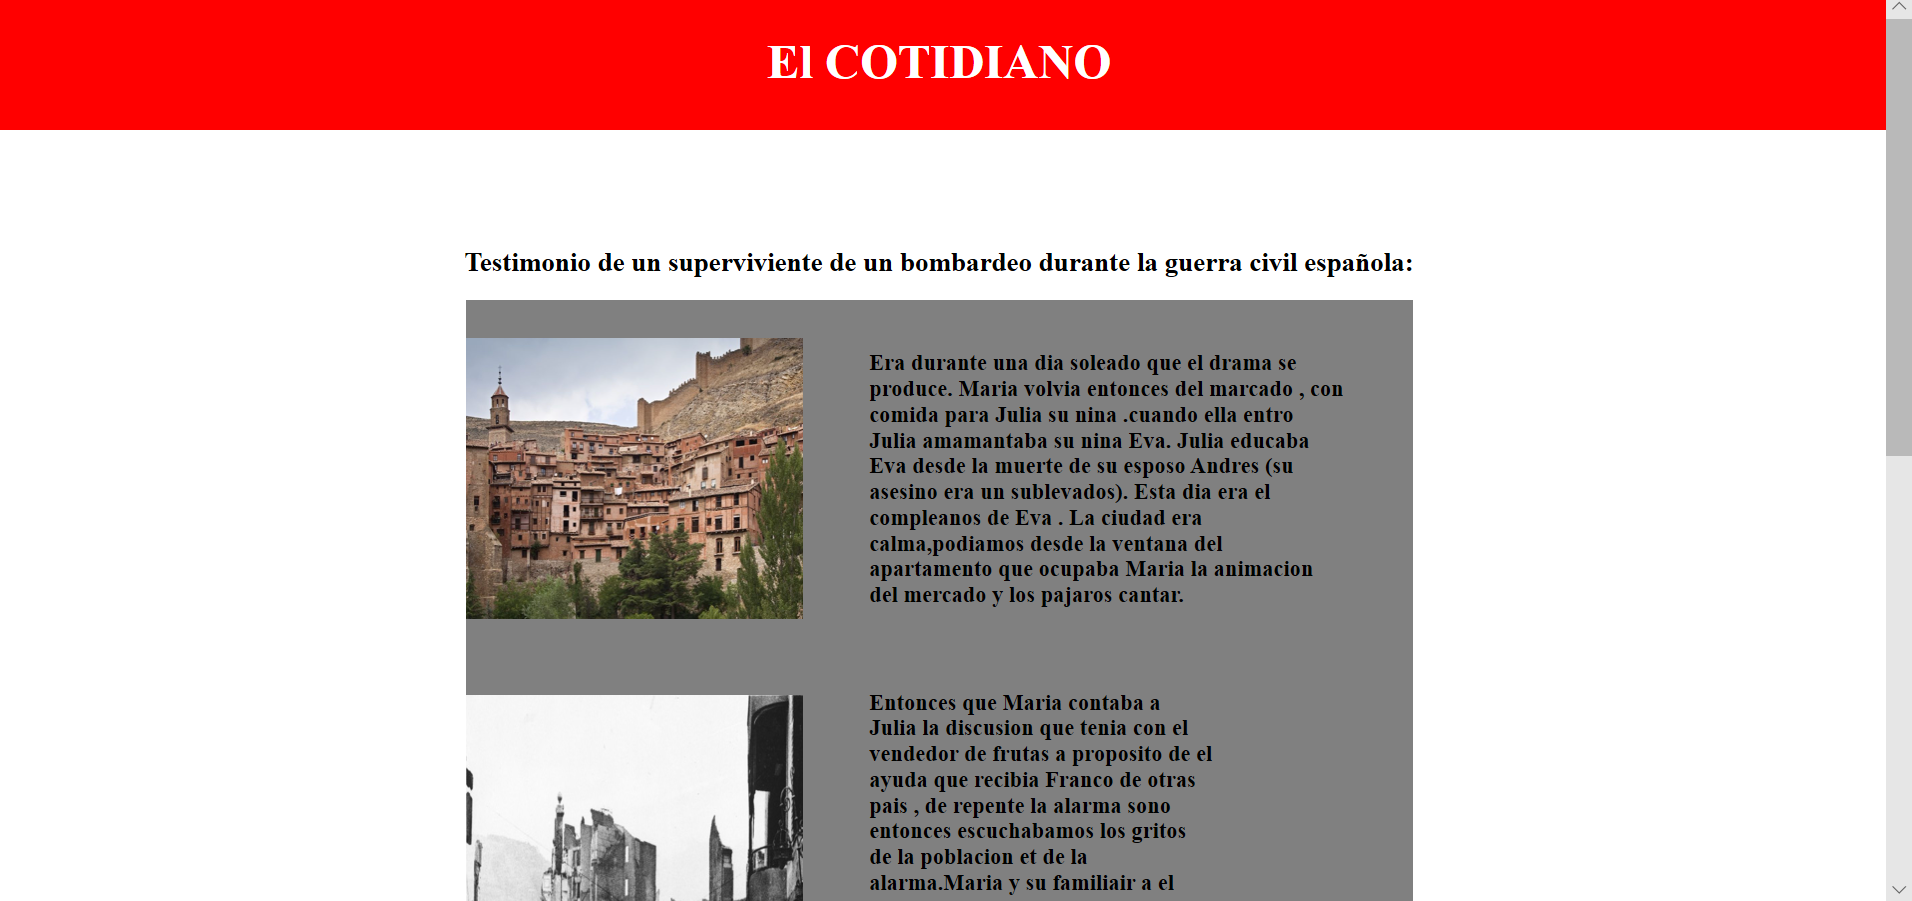 El COTIDIANO
Testimonio de un superviviente de un bombardeo durante la guerra civil española:
Era durante una dia soleado que el drama se
produce. Maria volvia entonces del marcado , con
comida para Julia su nina .cuando ella entro
Julia amamantaba su nina Eva. Julia educaba
Eva desde la muerte de su esposo Andres (su
asesino era un sublevados). Esta dia era el
compleanos de Eva . La ciudad era
calma,podiamos desde la ventana del
apartamento que ocupaba Maria la animacion
del mercado y los pajaros cantar.
Entonces que Maria contaba a
Julia la discusion que tenia con el
vendedor de frutas a proposito de el
ayuda que recibia Franco de otras
pais , de repente la alarma sono
entonces escuchabamos los gritos
de la poblacion et de la
alarma.Maria y su familiair a el